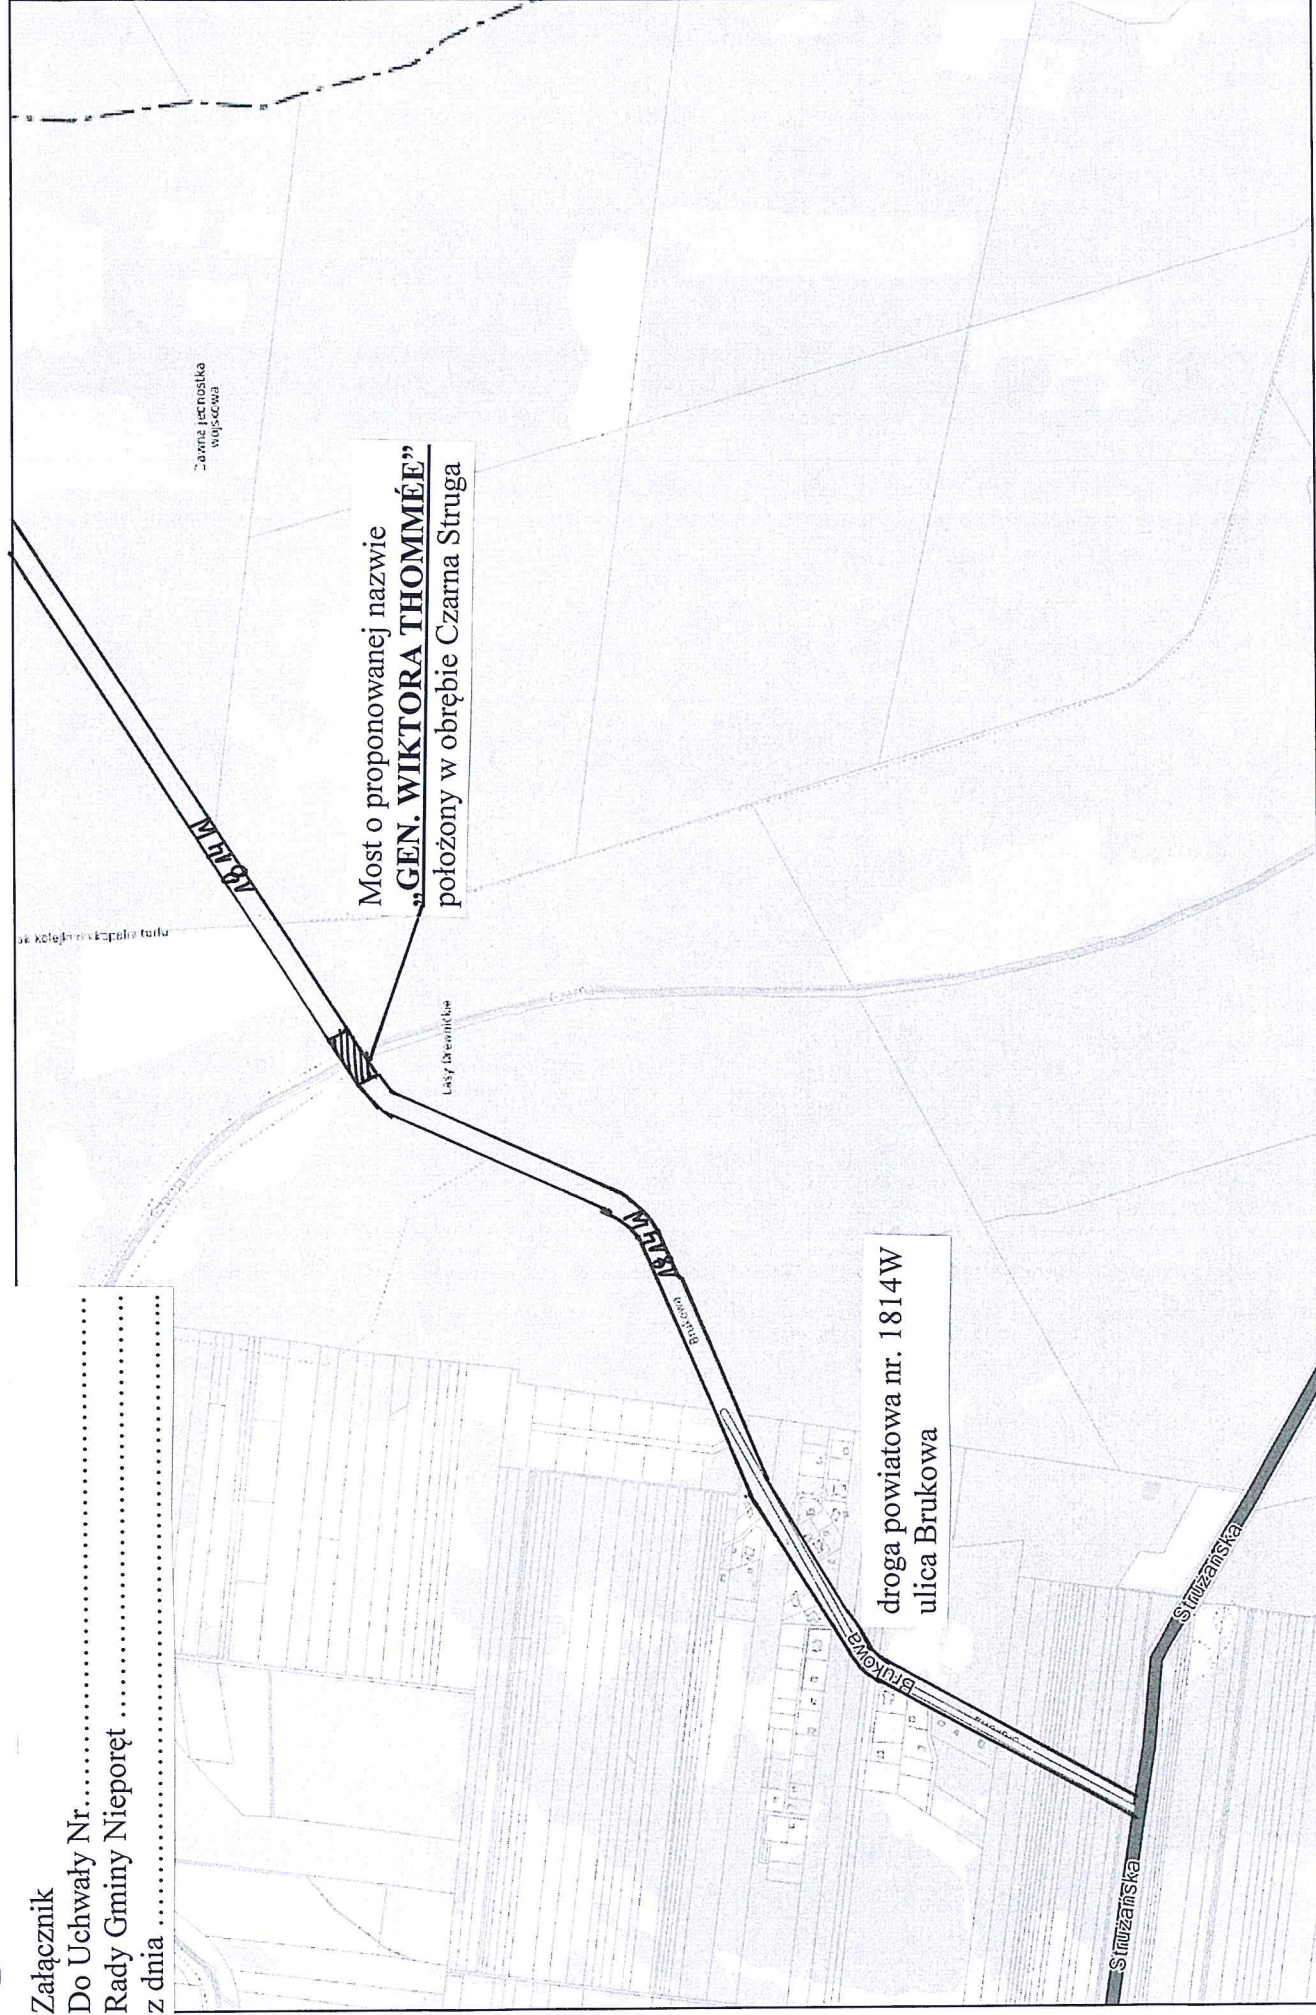 Załącznik
Do Uchwały Nr..........................................................
Rady Gminy Nieporęt ................................................
z dnia ..................................................................
Most o proponowanej nazwie
„GEN. WIKTORA THOMMÉE”
położony w obrębie Czarna Struga
Dawna jednostka
wojskowa
kopalni torfu
1814W
Lasy Drewnickie
Czarna
Czarna
1814W
Brukowa
droga powiatowa nr. 1814W
ulica Brukowa
Brukowa
Strużańska
Strużańska